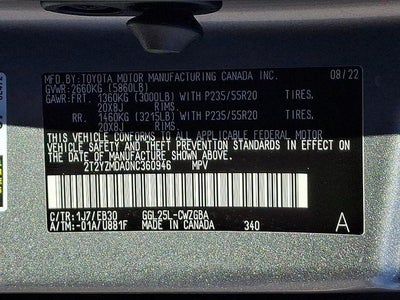 MFD.BY:TOYOTA MOTOR MANUFACTURING CANADA INC. 08/22
GVWR:2660KG (5860LB)
GAWR:FRT. 1360KG (3000LB)WITH P235/55R20 TIRES,
20X8J RIMS.
RR. 1460KG (3215LB)WITH P235/55R20 TIRES,
20X8J RIMS.
THIS VEHICLE CONFORMS TO ALL APPLICABLE FEDERAL MOTOR
VEHICLE SAFETY AND THEFT PREVENTION STANDARDS IN EFFECT ON
THE DATE OF MANUFACTURE SHOWN ABOVE.
2T2YZMDA0NC360946 MPV
C/TR:1J7/EB30 GGL25L-CWZGBA
A/TM:-01A/U881F MADE IN CANADA 340 A